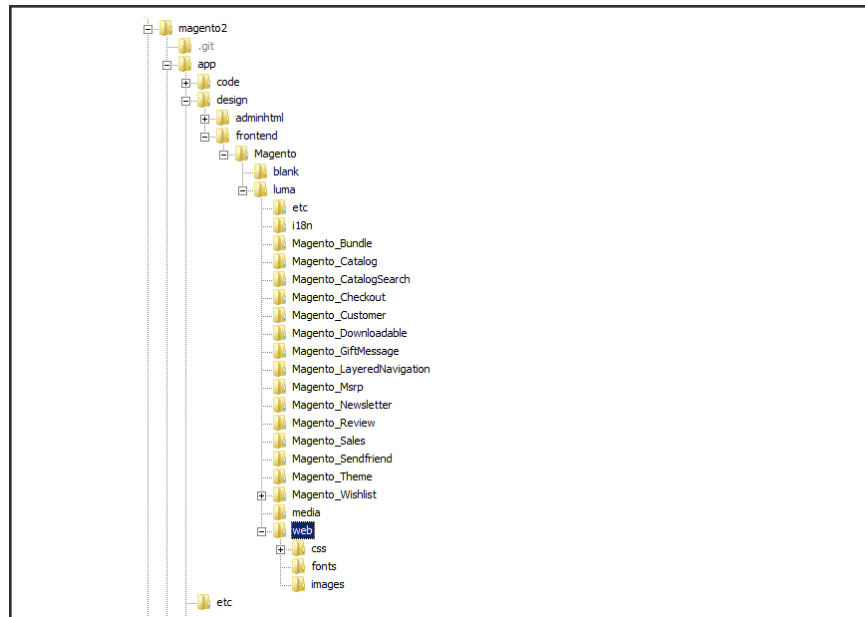 magento2
.git
app
code
design
adminhtml
frontend
Magento
blank
luma
etc
i18n
Magento_Bundle
Magento_Catalog
Magento_CatalogSearch
Magento_Checkout
Magento_Customer
Magento_Downloadable
Magento_GiftMessage
Magento_LayeredNavigation
Magento_Msrp
Magento_Newsletter
Magento_Review
Magento_Sales
Magento_Sendfriend
Magento_Theme
Magento_Wishlist
media
web
css
fonts
images
etc